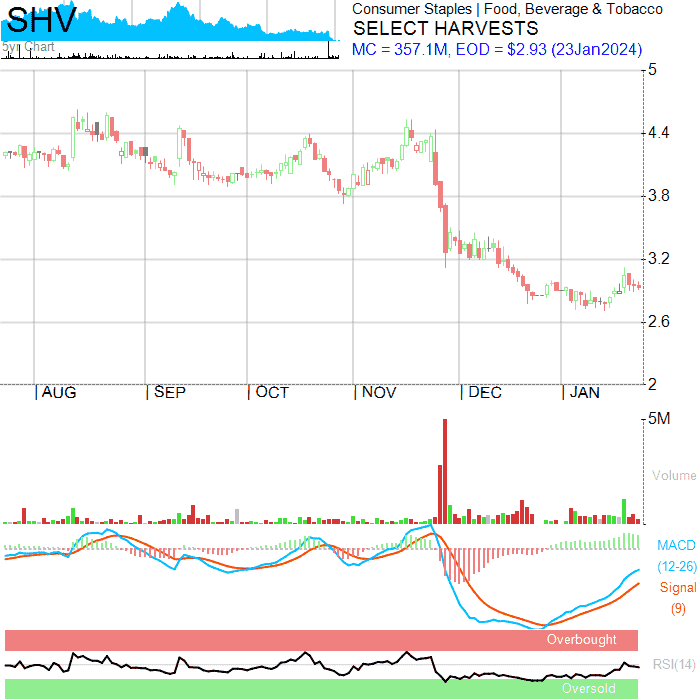 SHV
5yr Chart
Consumer Staples | Food, Beverage & Tobacco
SELECT HARVESTS
MC = 357.1M, EOD = $2.93 (23Jan2024)
5
4.4
3.8
3.2
2.6
2
|AUG |SEP |OCT |NOV |DEC |JAN
5M
Volume
MACD
(12-26)
Signal
(9)
Overbought
RSI(14)
Oversold